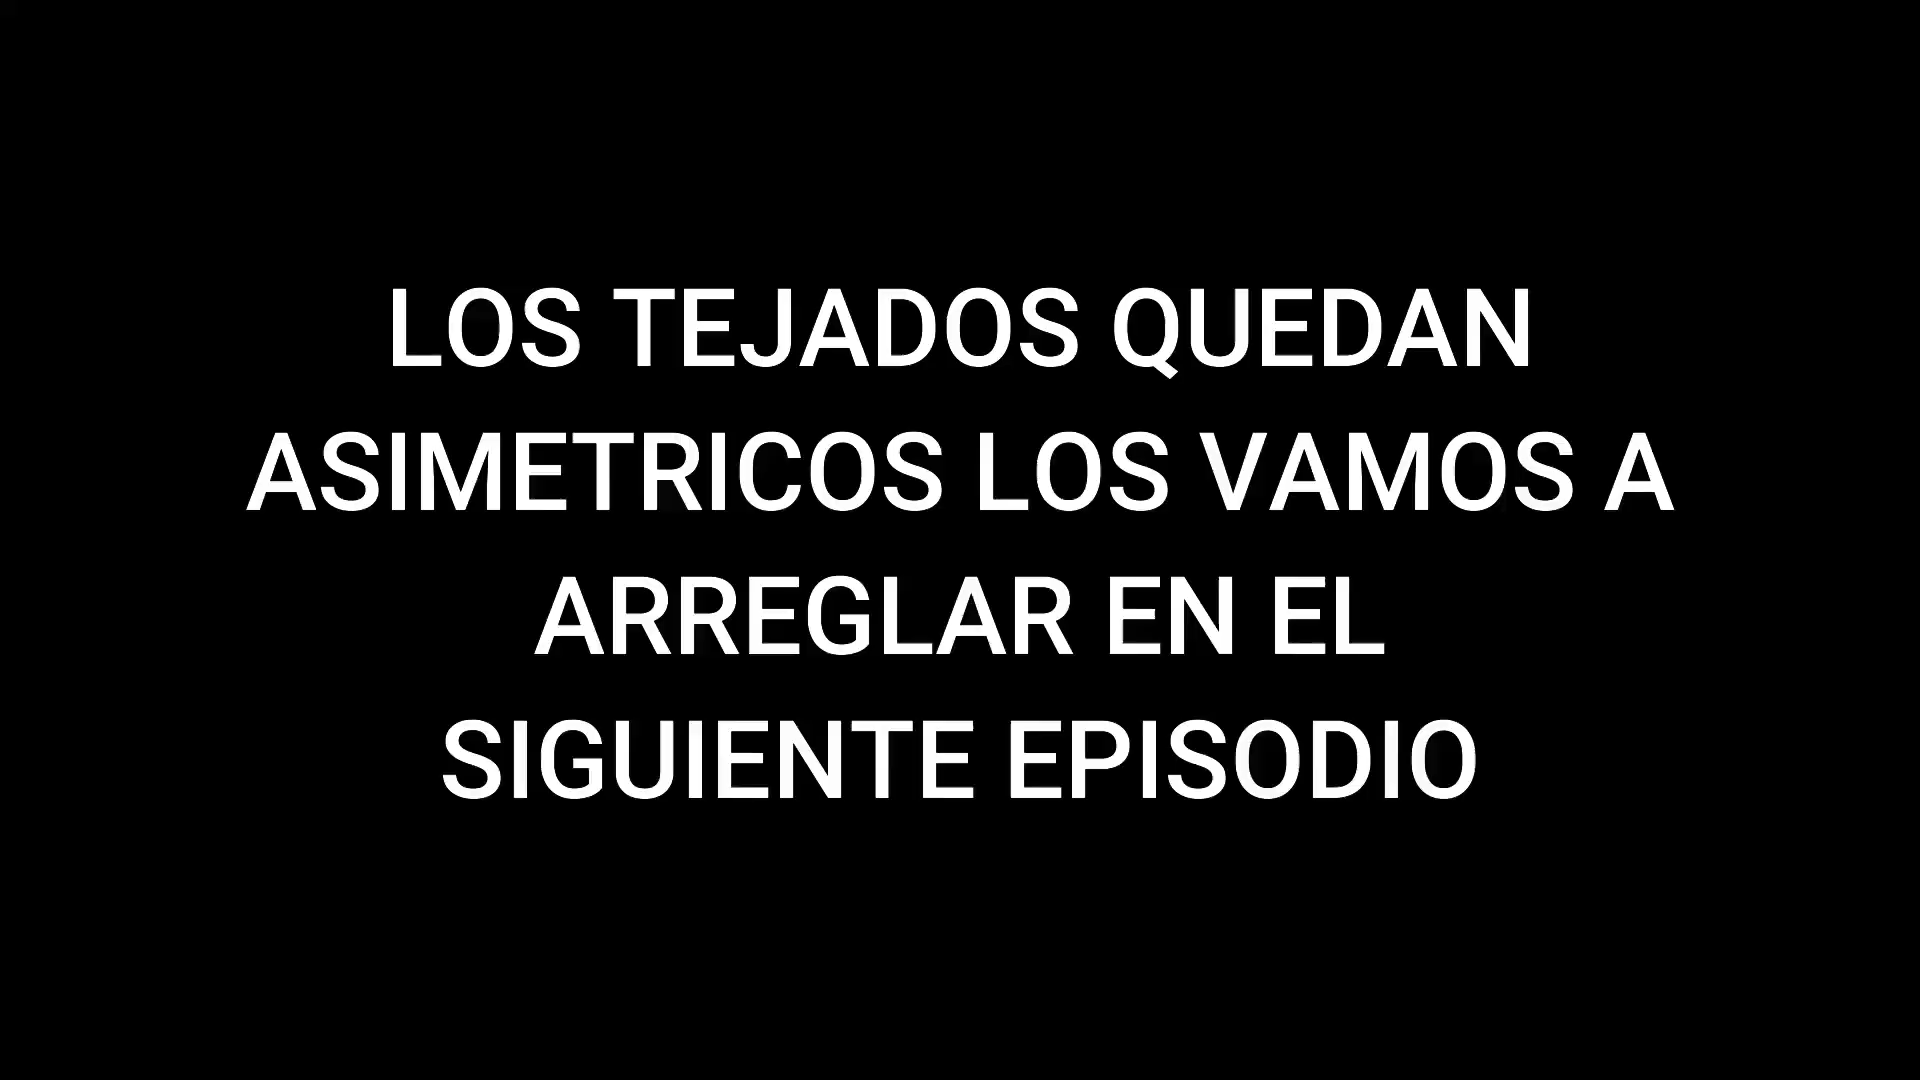 LOS TEJADOS QUEDAN
ASIMETRICOS LOS VAMOS A
ARREGLAR EN EL
SIGUIENTE EPISODIO